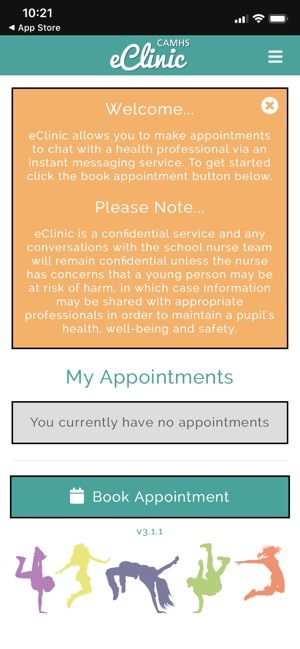 10:21
App Store
CAMHS
eClinic
Welcome...
eClinic allows you to make appointments
to chat with a health professional via an
instant messaging service. To get started
click the book appointment button below.
Please Note...
eClinic is a confidential service and any
conversations with the school nurse team
will remain confidential unless the nurse
has concerns that a young person may be
at risk of harm, in which case information
may be shared with appropriate
professionals in order to maintain a pupil's
health, well-being and safety.
My Appointments
You currently have no appointments
Book Appointment
v3.1.1